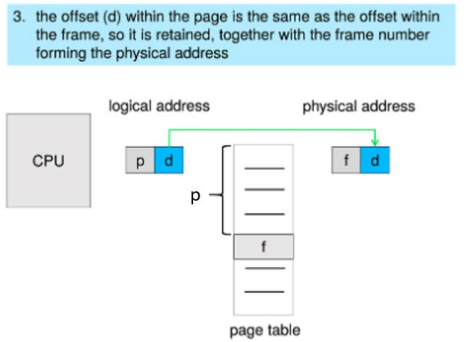 3. the offset (d) within the page is the same as the offset within
the frame, so it is retained, together with the frame number
forming the physical address
logical address
physical address
CPU
p d
f d
p
f
page table